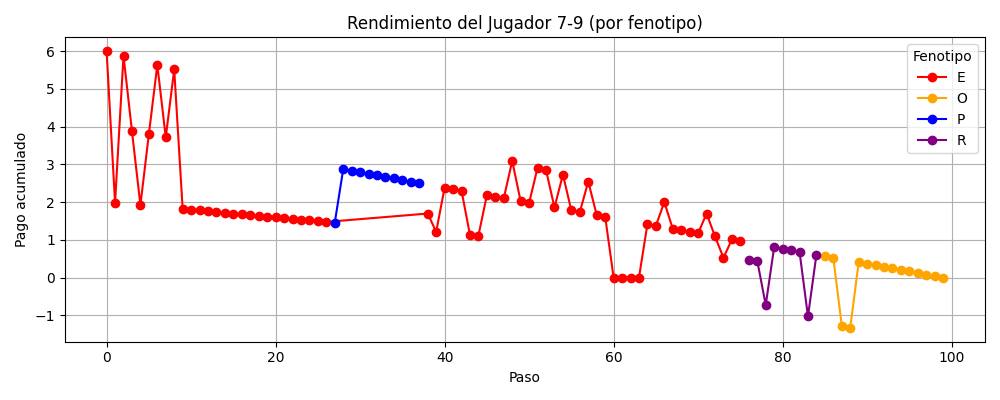 Rendimiento del Jugador 7-9 (por fenotipo)
Pago acumulado
6
5
4
3
2
1
0
−1
0
20
40
60
80
100
Paso
Fenotipo
E
O
P
R